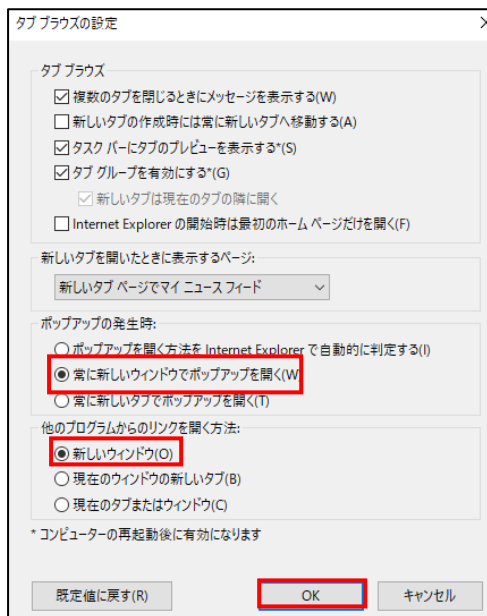 タブ ブラウズの設定
タブ ブラウズ
複数のタブを閉じるときにメッセージを表示する(W)
新しいタブの作成時には常に新しいタブへ移動する(A)
タスク バーにタブのプレビューを表示する*(S)
タブ グループを有効にする*(G)
新しいタブは現在のタブの隣に開く
Internet Explorer の開始時は最初のホーム ページだけを開く(F)
新しいタブを開いたときに表示するページ:
新しいタブ ページでマイ ニュース フィード
ポップアップの発生時:
ポップアップを開く方法を Internet Explorer で自動的に判定する(I)
常に新しいウィンドウでポップアップを開く(W
常に新しいタブでポップアップを開く(T)
他のプログラムからのリンクを開く方法:
新しいウィンドウ(O)
現在のウィンドウの新しいタブ(B)
現在のタブまたはウィンドウ(C)
* コンピューターの再起動後に有効になります
既定値に戻す(R)
OK
キャンセル